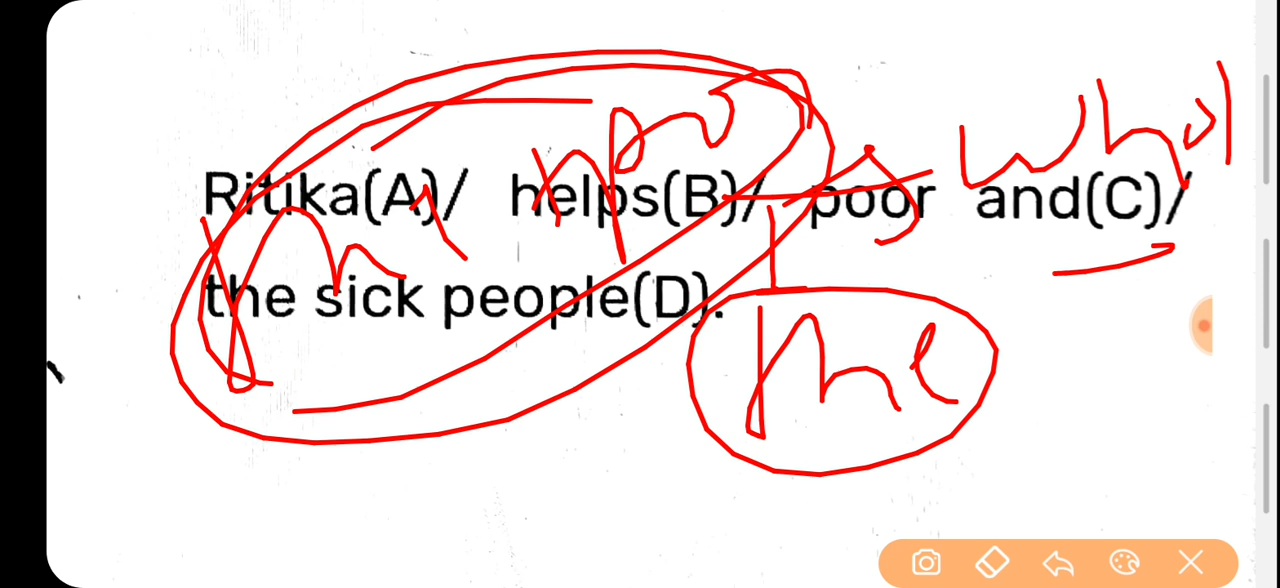 Ritika(A)/ helps(B)/ poor and(C)/
the sick people(D).
the